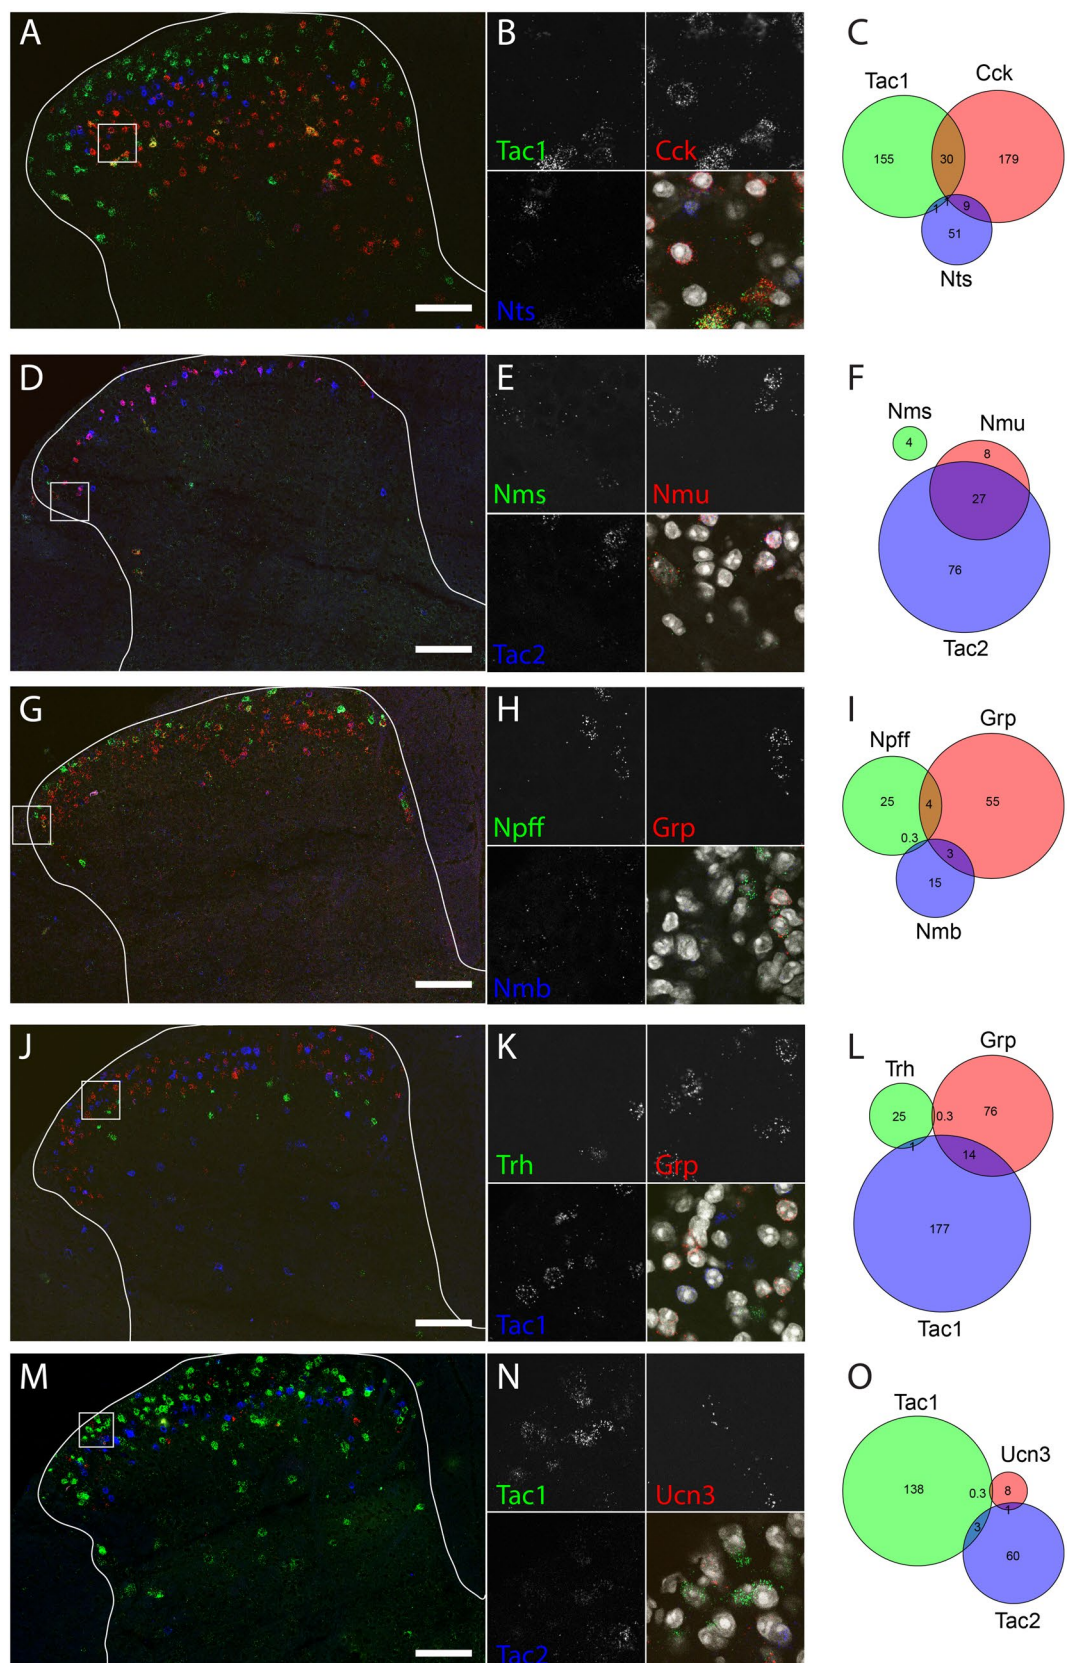 A
B
C
Tac1
Cck
Tac1
Cck
155
30
179
1
1
9
51
Nts
Nts
D
E
F
Nms
Nmu
4
8
Nms
Nmu
27
76
Tac2
Tac2
G
H
I
Npff
Grp
25
4
55
Npff
Grp
0.3
3
15
Nmb
Nmb
J
K
L
Grp
Trh
25
0.3
76
Trh
Grp
1
14
177
Tac1
Tac1
M
N
O
Tac1
Ucn3
138
0.3
8
Tac1
Ucn3
1
3
60
Tac2
Tac2